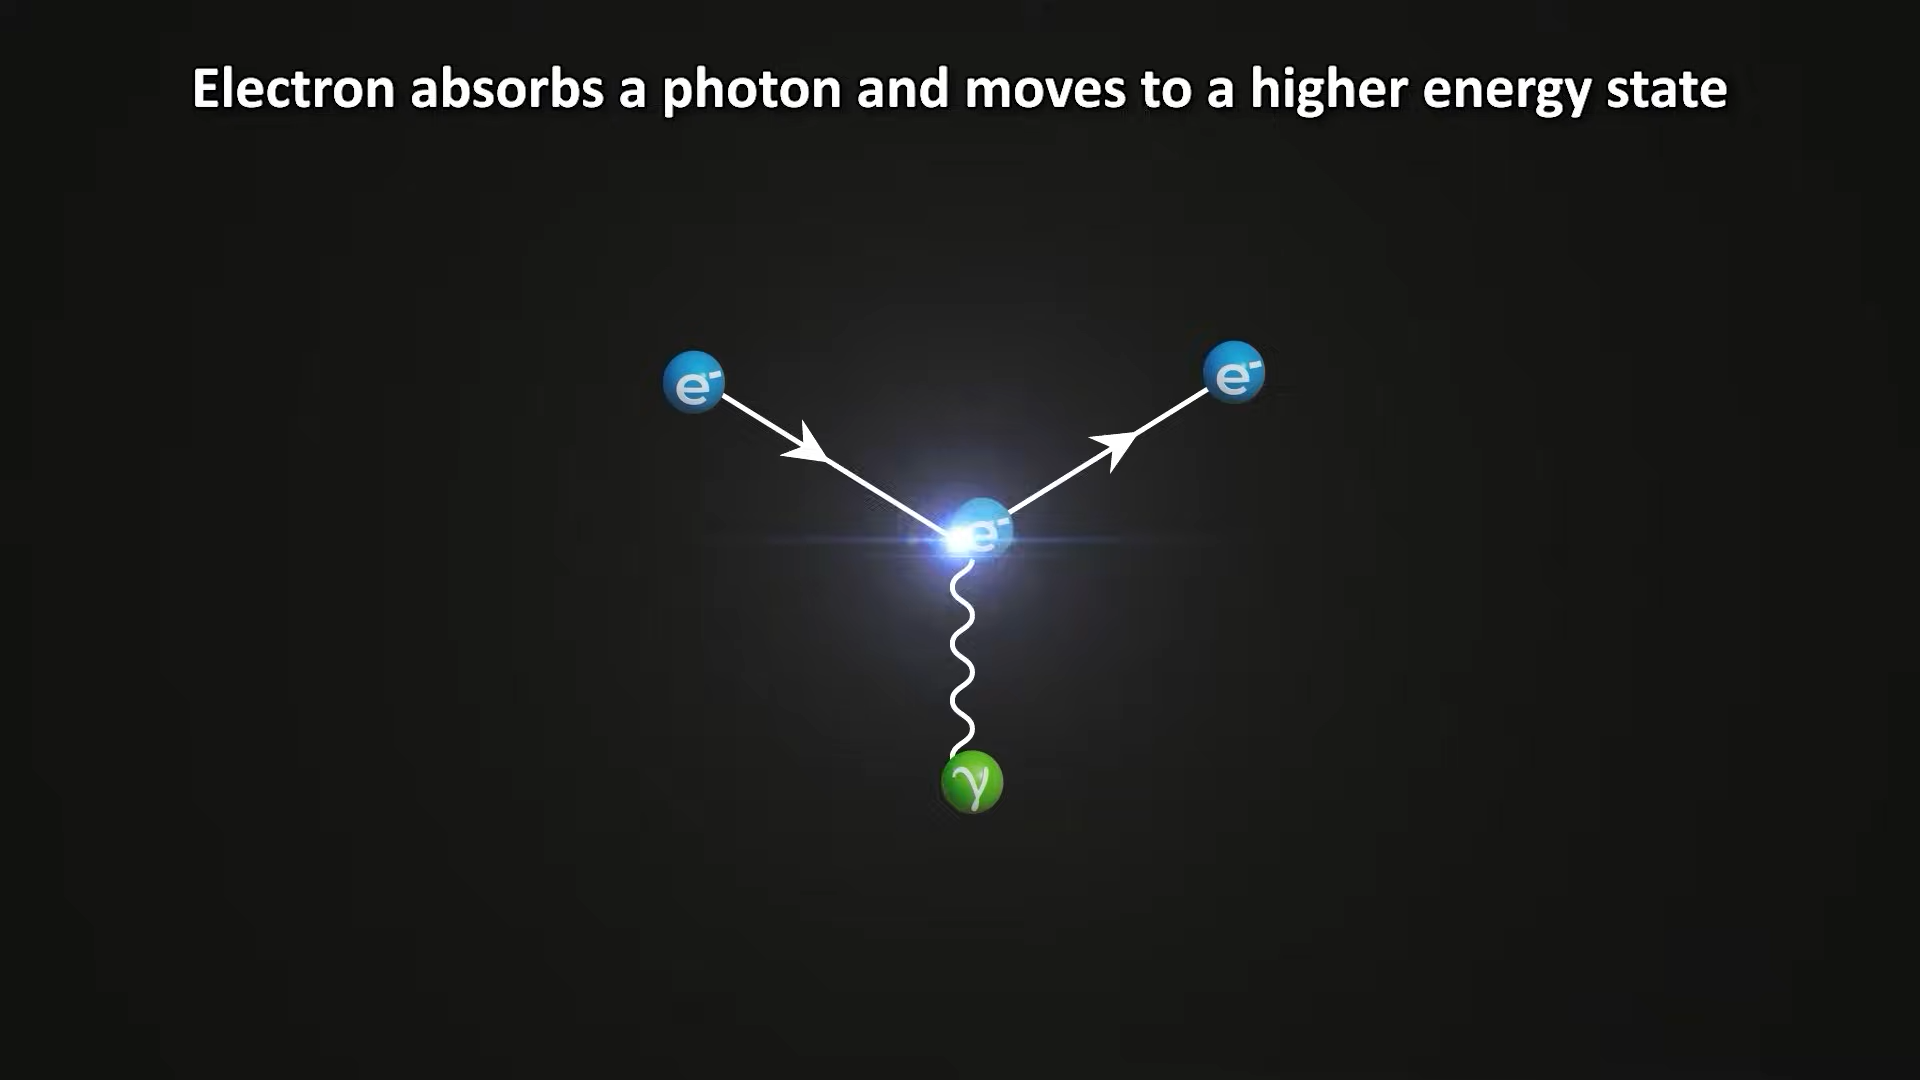 Electron absorbs a photon and moves to a higher energy state
e-
e-
e-
γ